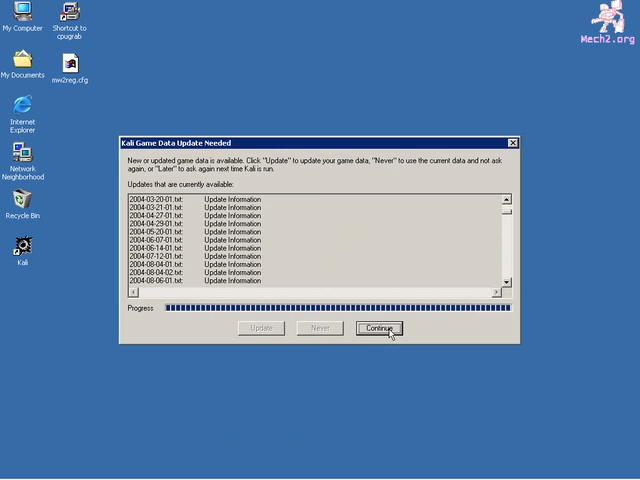 My Computer
Shortcut to
cpugrab
Mech2.org
My Documents
mw2reg.cfg
Internet
Explorer
Network
Neighborhood
Recycle Bin
Kali
Kali Game Data Update Needed
New or updated game data is available. Click "Update" to update your game data, "Never" to use the current data and not ask
again, or "Later" to ask again next time Kali is run.
Updates that are currently available:
2004-03-20-01.txt: Update Information
2004-03-21-01.txt: Update Information
2004-04-27-01.txt: Update Information
2004-04-29-01.txt: Update Information
2004-05-20-01.txt: Update Information
2004-06-07-01.txt: Update Information
2004-06-14-01.txt: Update Information
2004-07-12-01.txt: Update Information
2004-08-04-01.txt: Update Information
2004-08-04-02.txt: Update Information
2004-08-06-01.txt: Update Information
Progress
Update Never Continue